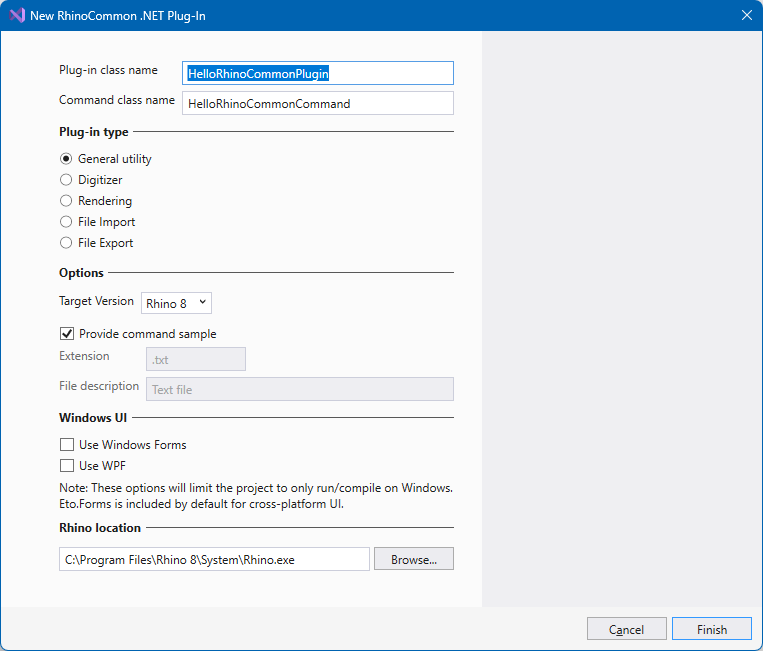 New RhinoCommon .NET Plug-In
Plug-in class name
HelloRhinoCommonPlugin
Command class name
HelloRhinoCommonCommand
Plug-in type
General utility
Digitizer
Rendering
File Import
File Export
Options
Target Version
Rhino 8
Provide command sample
Extension
.txt
File description
Text file
Windows UI
Use Windows Forms
Use WPF
Note: These options will limit the project to only run/compile on Windows.
Eto.Forms is included by default for cross-platform UI.
Rhino location
C:\Program Files\Rhino 8\System\Rhino.exe
Browse...
Cancel
Finish